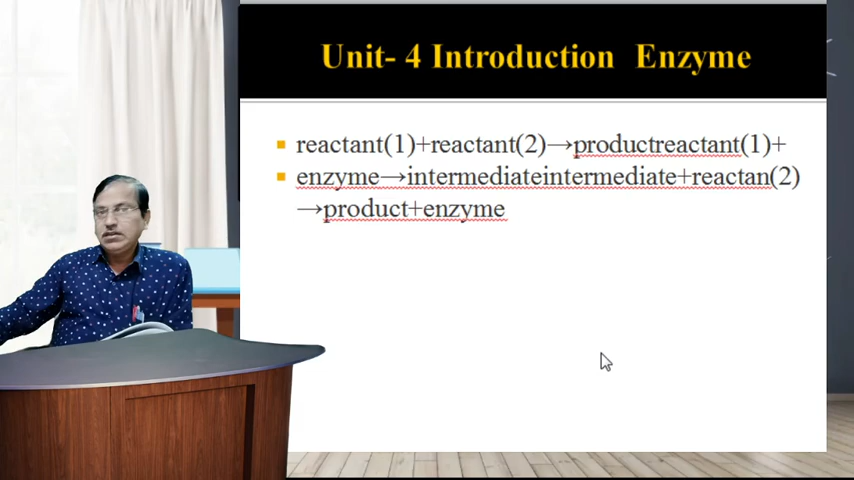 Unit- 4 Introduction Enzyme
reactant(1)+reactant(2)→productreactant(1)+
enzyme→intermediateintermediate+reactan(2)
→product+enzyme